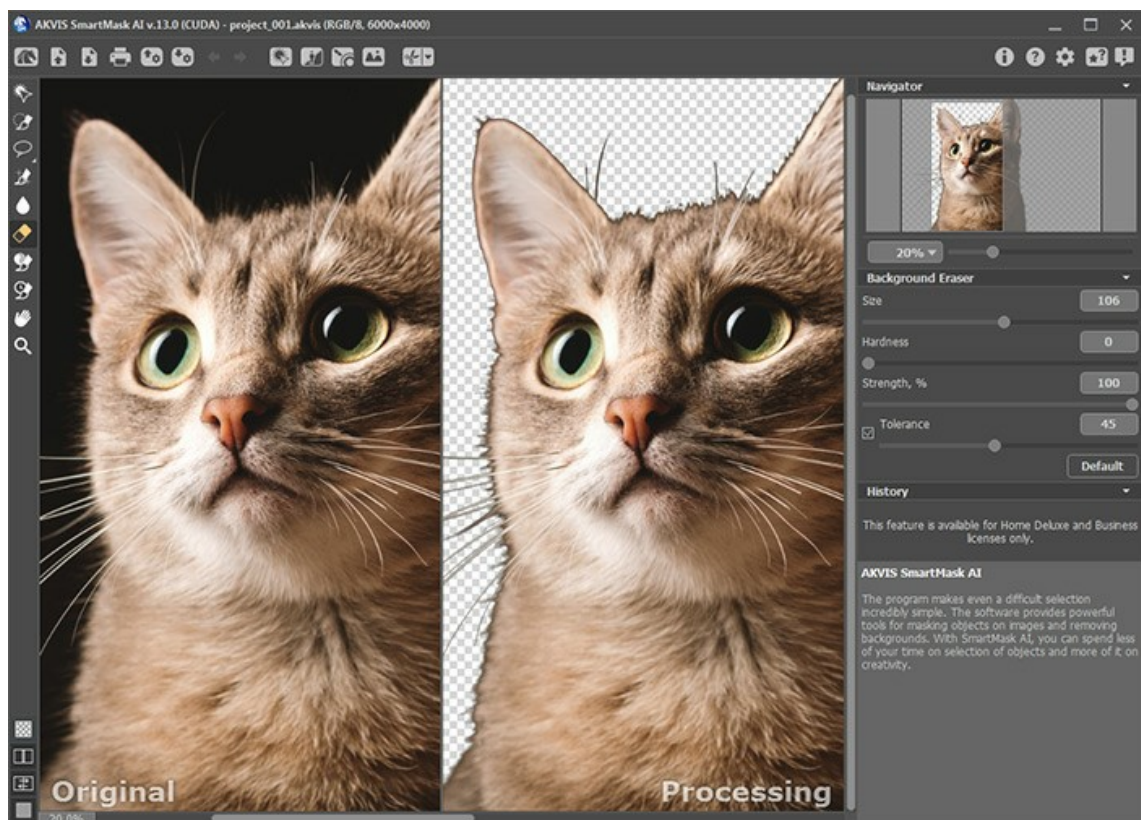 AKVIS SmartMask AI v.13.0 (CUDA) - project_001.akvis (RGB/8, 6000x4000)
Navigator
20%
Background Eraser
Size
106
Hardness
0
Strength, %
100
Tolerance
45
Default
History
This feature is available for Home Deluxe and Business
licenses only.
AKVIS SmartMask AI
The program makes even a difficult selection
incredibly simple. The software provides powerful
tools for masking objects on images and removing
backgrounds. With SmartMask AI, you can spend less
of your time on selection of objects and more of it on
creativity.
Original
Processing
20.0%